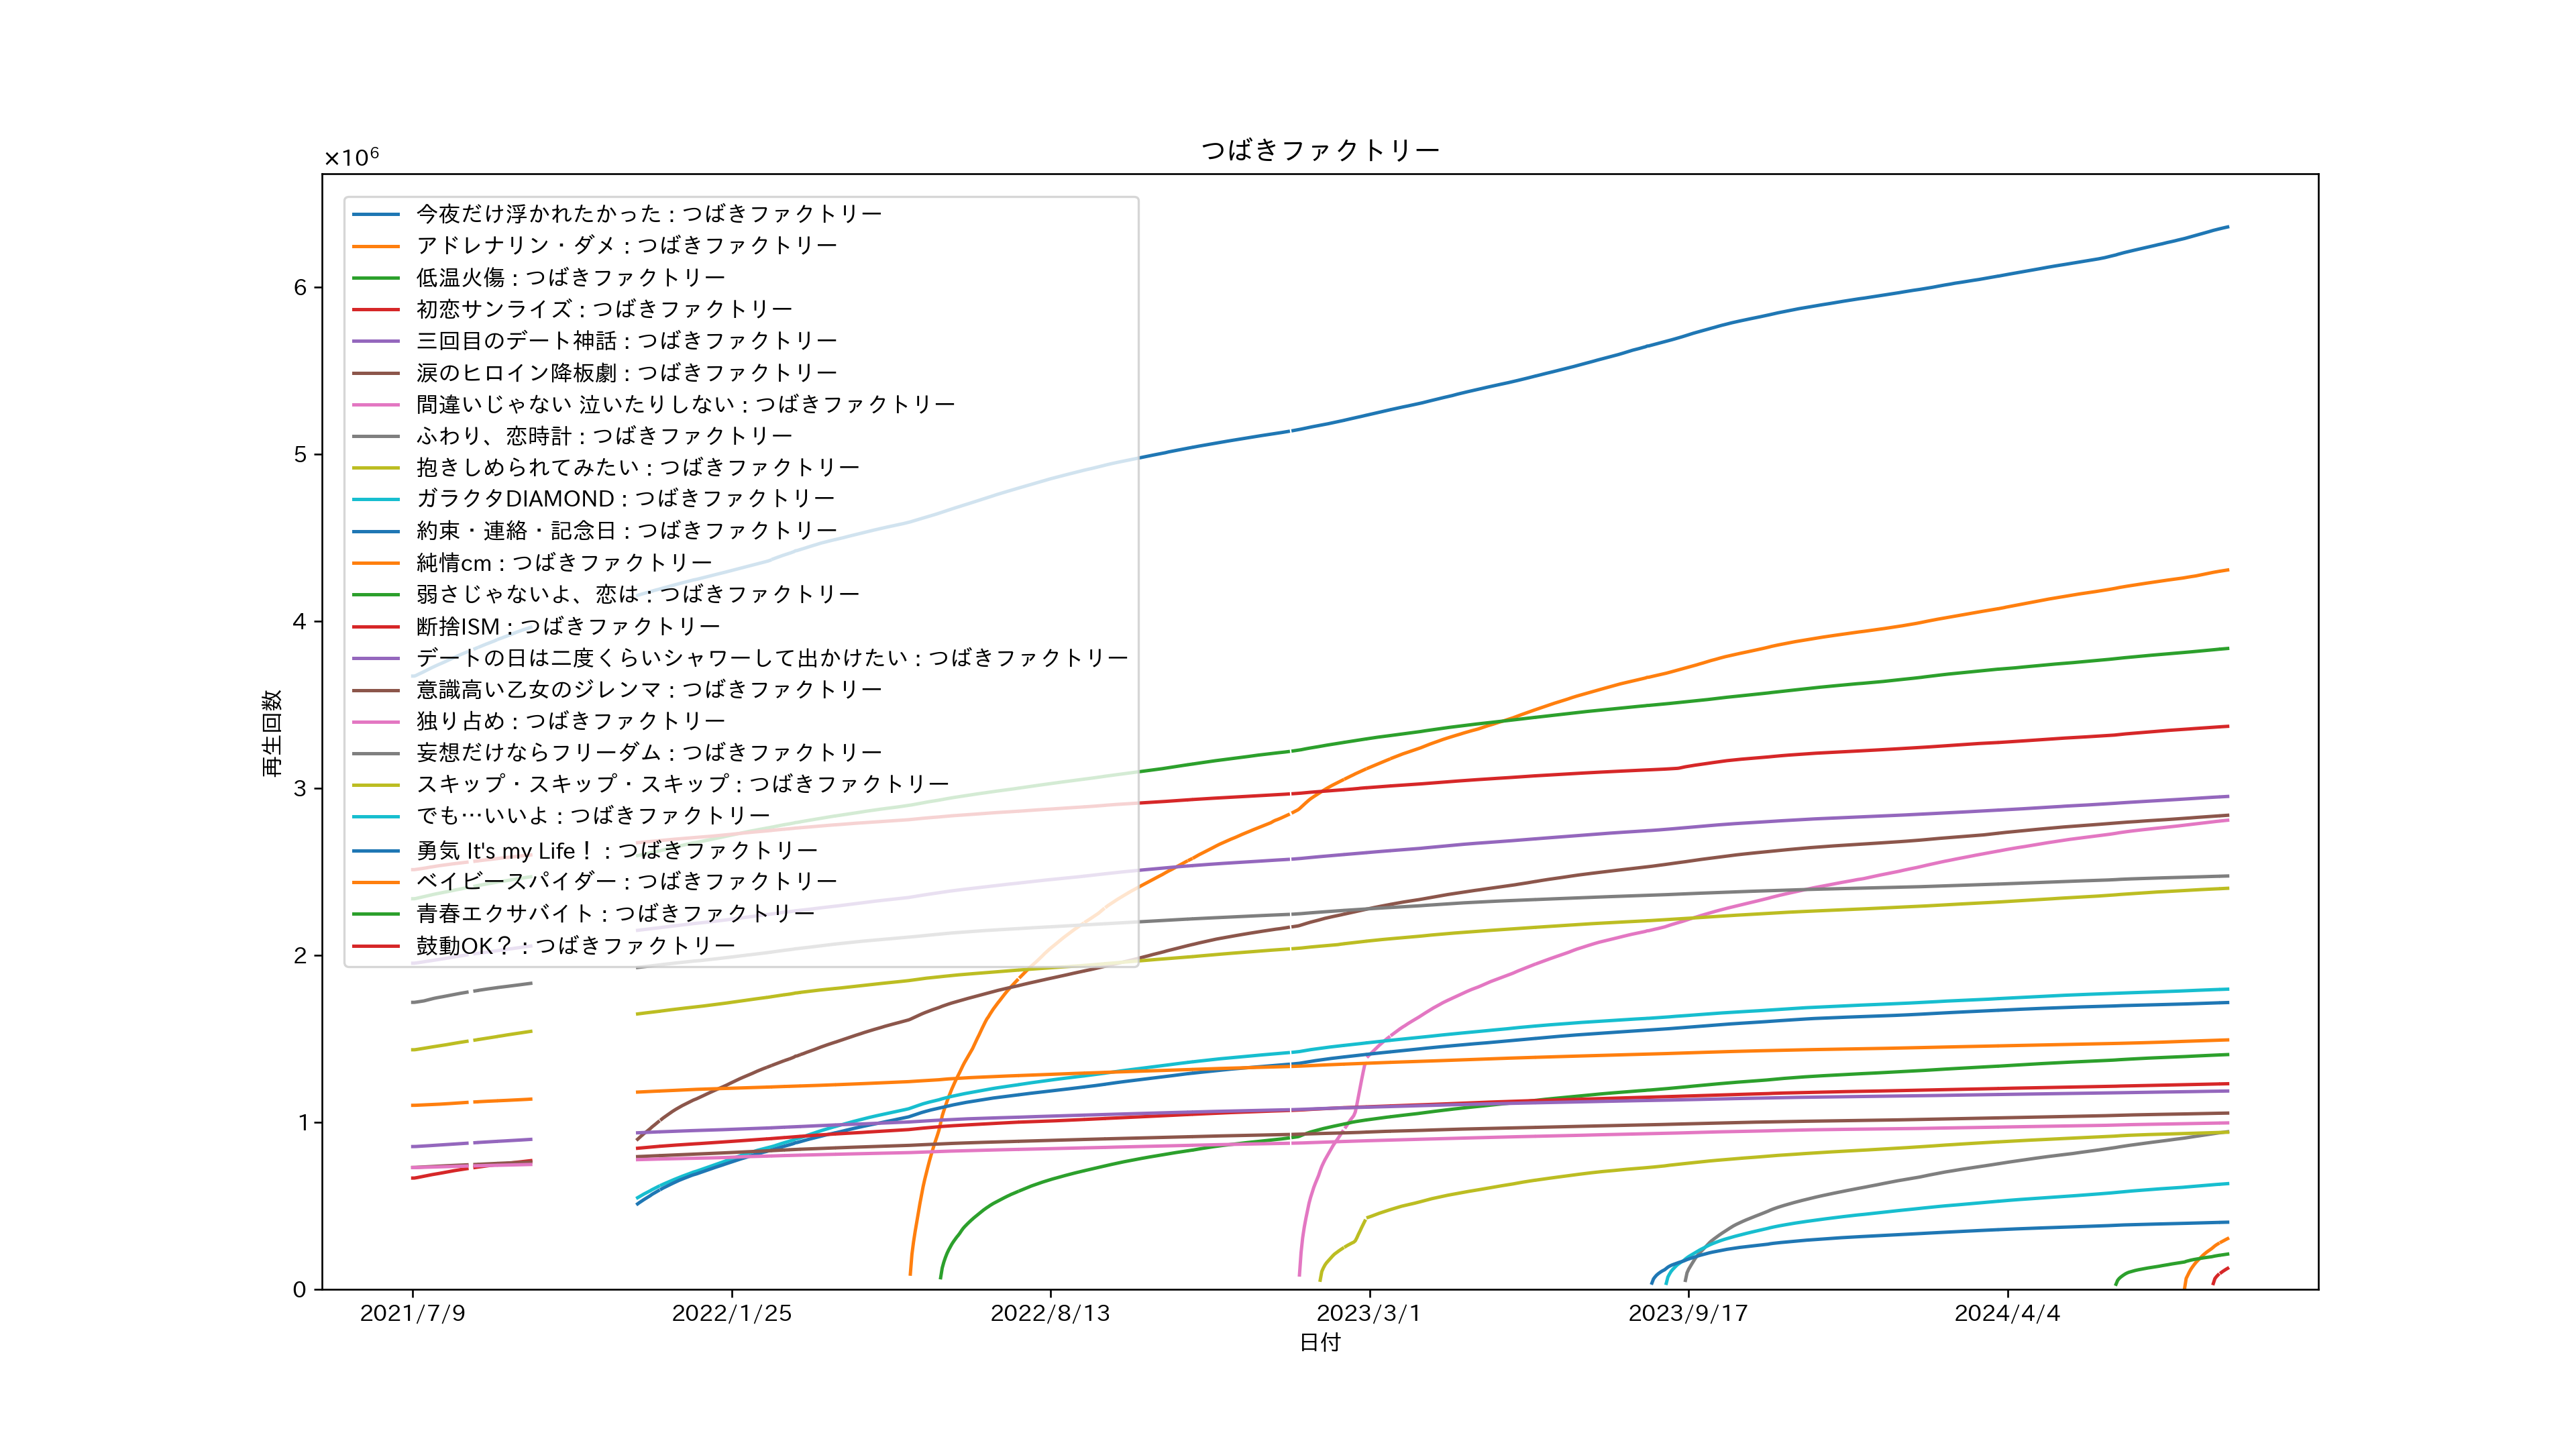 つばきファクトリー
×10⁶
今夜だけ浮かれたかった : つばきファクトリー
アドレナリン・ダメ : つばきファクトリー
低温火傷 : つばきファクトリー
初恋サンライズ : つばきファクトリー
三回目のデート神話 : つばきファクトリー
涙のヒロイン降板劇 : つばきファクトリー
間違いじゃない 泣いたりしない : つばきファクトリー
ふわり、恋時計 : つばきファクトリー
抱きしめられてみたい : つばきファクトリー
ガラクタDIAMOND : つばきファクトリー
約束・連絡・記念日 : つばきファクトリー
純情cm : つばきファクトリー
弱さじゃないよ、恋は : つばきファクトリー
断捨ISM : つばきファクトリー
デートの日は二度くらいシャワーして出かけたい : つばきファクトリー
意識高い乙女のジレンマ : つばきファクトリー
独り占め : つばきファクトリー
妄想だけならフリーダム : つばきファクトリー
スキップ・スキップ・スキップ : つばきファクトリー
でも…いいよ : つばきファクトリー
勇気 It's my Life！ : つばきファクトリー
ベイビースパイダー : つばきファクトリー
青春エクサバイト : つばきファクトリー
鼓動OK？ : つばきファクトリー
6
5
4
3
2
1
0
再生回数
2021/7/9
2022/1/25
2022/8/13
2023/3/1
2023/9/17
2024/4/4
日付